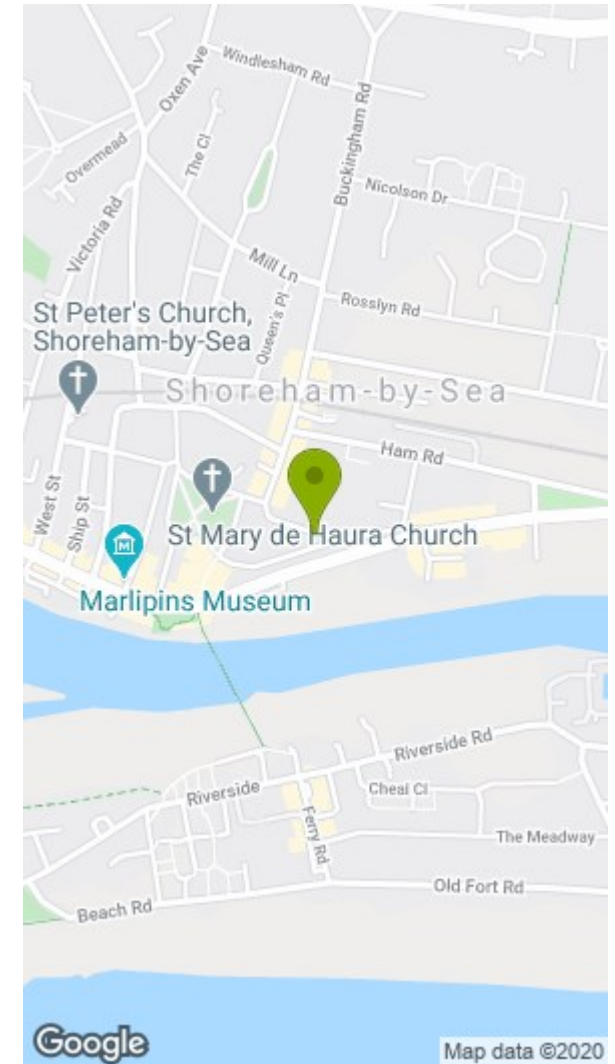 Windlesham Rd
Oxen Ave
Buckingham Rd
Overmead
The Cl
Nicolson Dr
Victoria Rd
Mill Ln
Rosslyn Rd
Queen's Pl
St Peter's Church,
Shoreham-by-Sea
Shoreham-by-Sea
Ham Rd
West St
Ship St
St Mary de Haura Church
M
Marlipins Museum
Riverside Rd
Riverside
Cheal Cl
Ferry Rd
The Meadway
Old Fort Rd
Beach Rd
Google
Map data ©2020